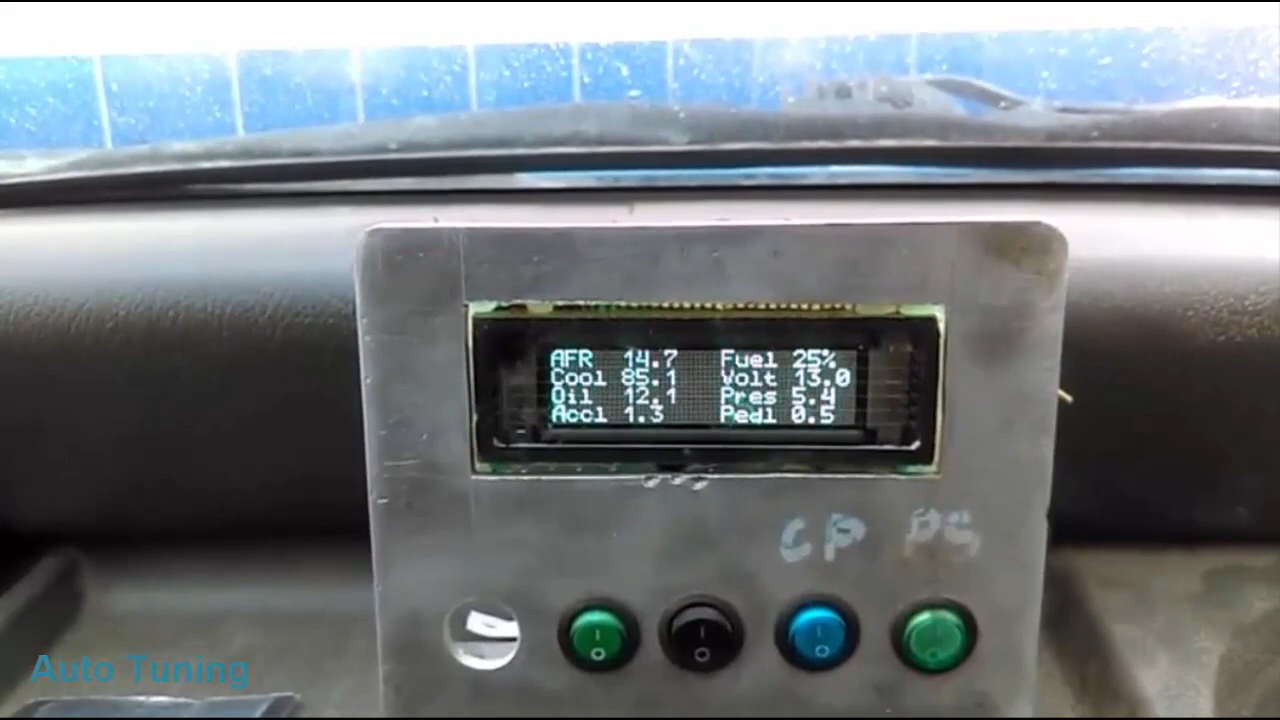 AFR 14.7 Fuel 25%
Cool 85.1 Volt 13.0
Oil 12.1 Pres 5.4
Accl 1.3 Pedl 0.5
CP PS
Auto Tuning